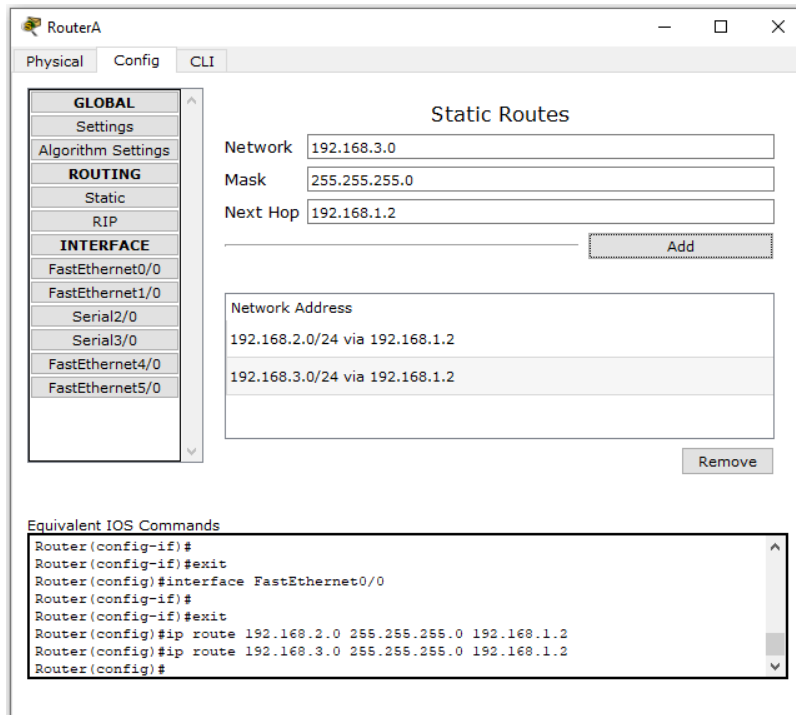 RouterA
Physical Config CLI
GLOBAL
Settings
Algorithm Settings
ROUTING
Static
RIP
INTERFACE
FastEthernet0/0
FastEthernet1/0
Serial2/0
Serial3/0
FastEthernet4/0
FastEthernet5/0
Static Routes
Network 192.168.3.0
Mask 255.255.255.0
Next Hop 192.168.1.2
Add
Network Address
192.168.2.0/24 via 192.168.1.2
192.168.3.0/24 via 192.168.1.2
Remove
Equivalent IOS Commands
Router(config-if)#
Router(config-if)#exit
Router(config)#interface FastEthernet0/0
Router(config-if)#
Router(config-if)#exit
Router(config)#ip route 192.168.2.0 255.255.255.0 192.168.1.2
Router(config)#ip route 192.168.3.0 255.255.255.0 192.168.1.2
Router(config)#